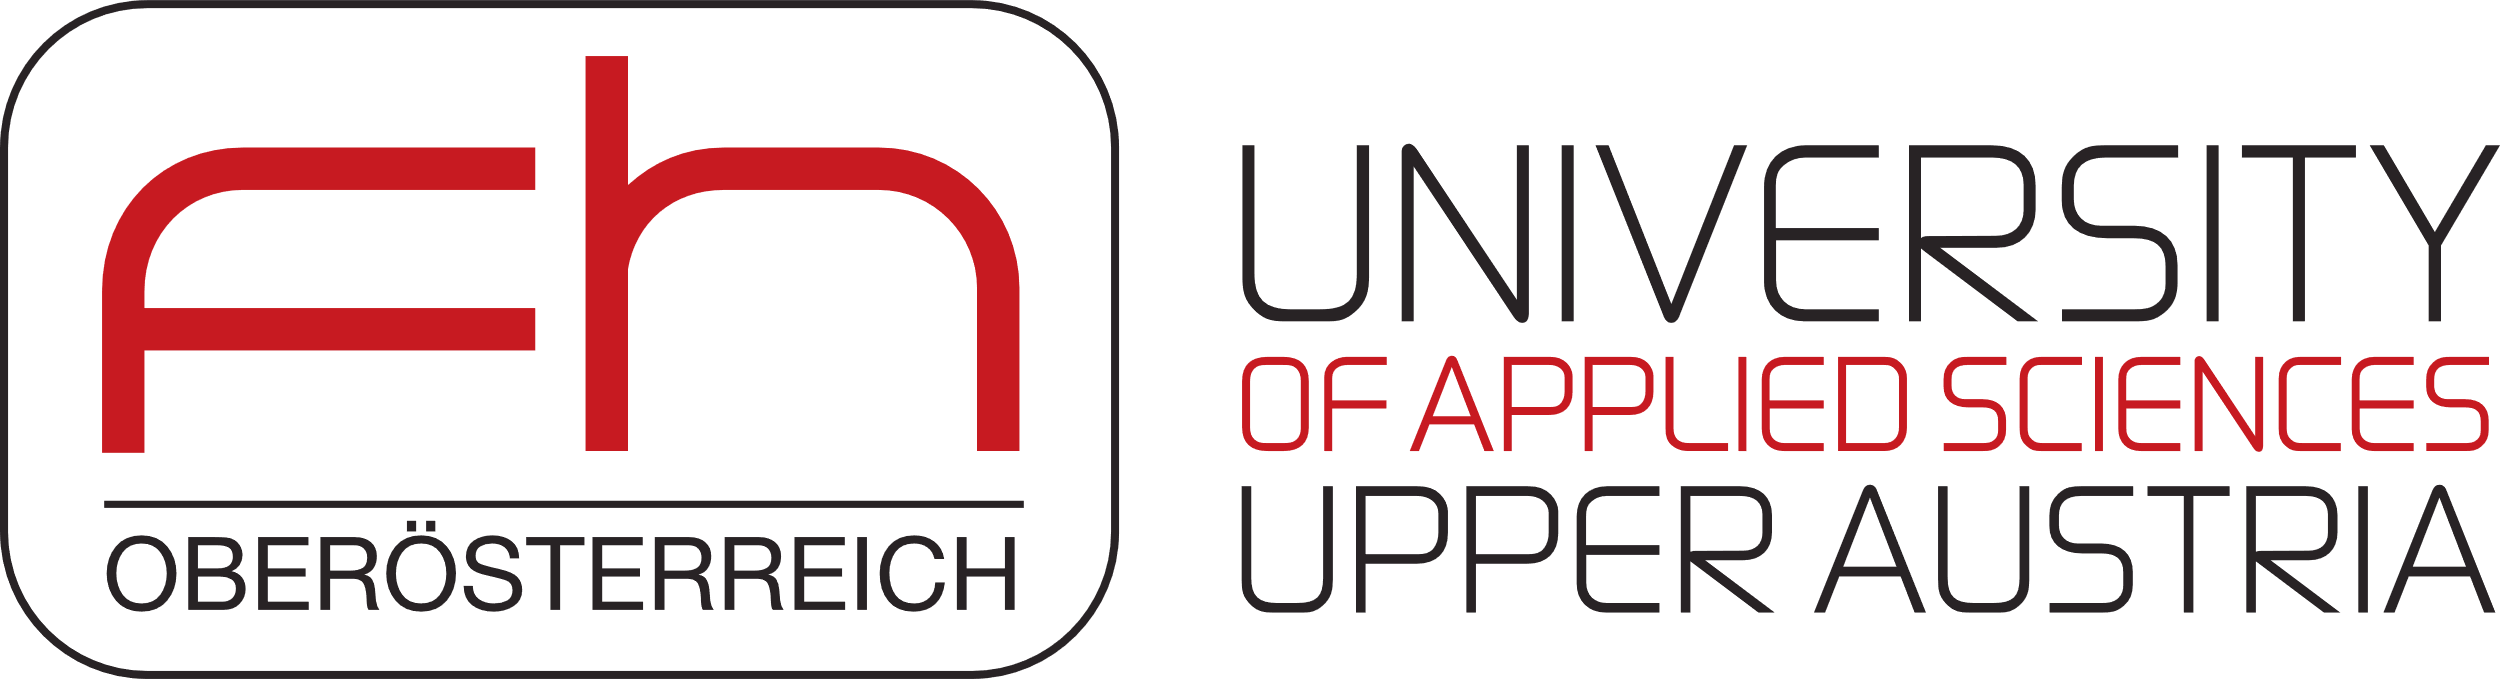 fh
OBERÖSTERREICH
UNIVERSITY
OF APPLIED SCIENCES
UPPER AUSTRIA